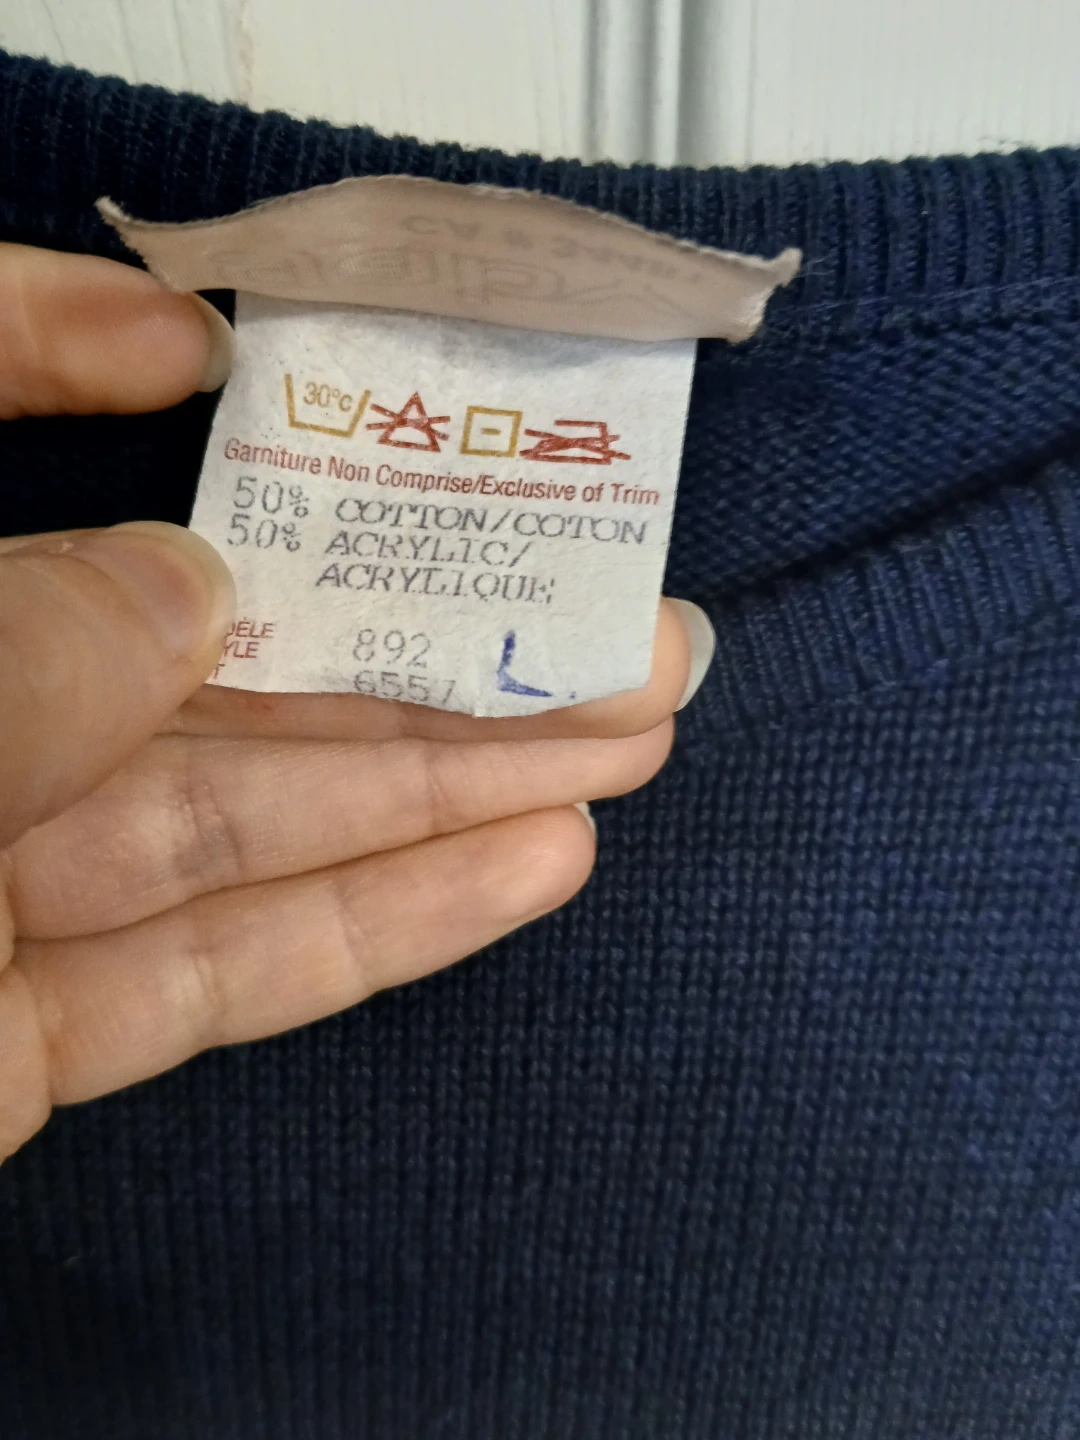 30°c
Garniture Non Comprise/Exclusive of Trim
50% COTTON/COTON
50% ACRYLIC/
ACRYLIQUE
892 L
6557